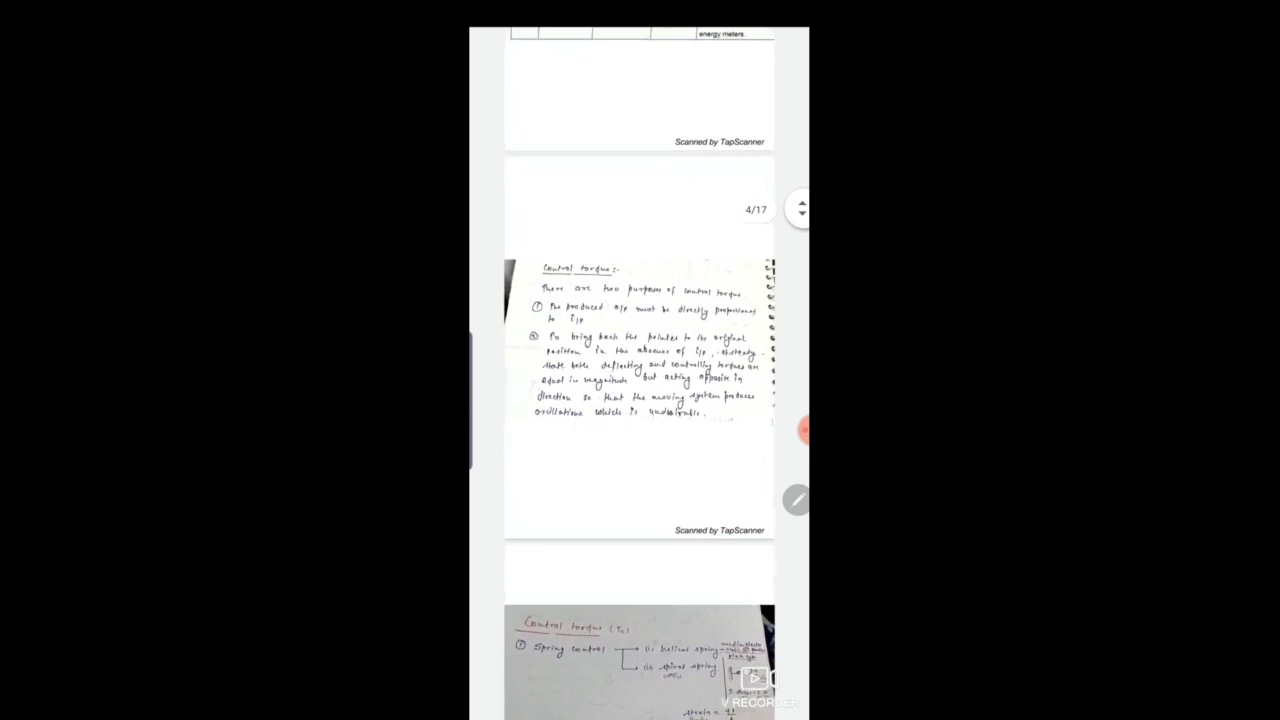 energy meters.
Scanned by TapScanner
4/17
Control torque:-
There are two purposes of control torque
① The produced o/p must be directly proportional
to i/p
② To bring back the pointer to its original
position in the absence of i/p,
state both deflecting and controlling torques are
equal in magnitude but acting opposite in
direction so that the moving system produces
oscillations which is undesirable.
Scanned by TapScanner
Control torque (Tc)
① Spring control → (i) helical spring
→ (ii) spiral spring
V RECORDER